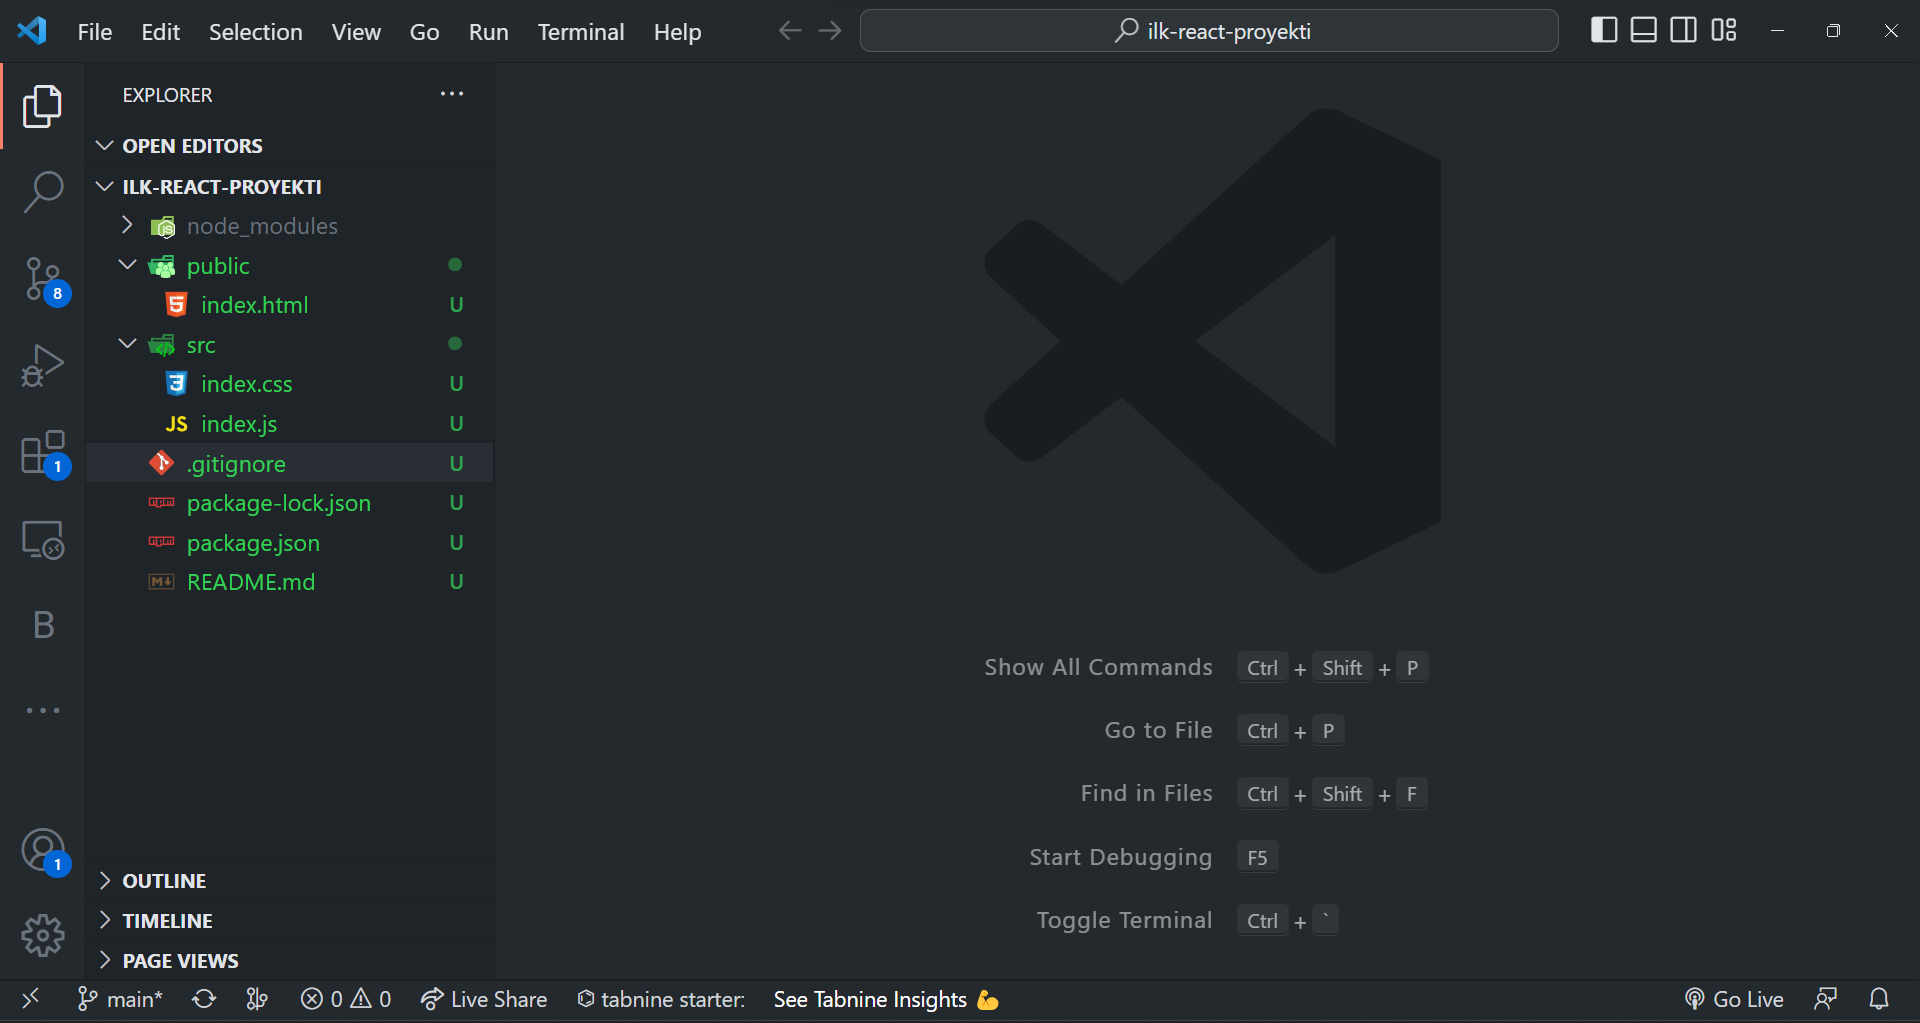 File Edit Selection View Go Run Terminal Help ilk-react-proyekti
EXPLORER ...
OPEN EDITORS
ILK-REACT-PROYEKTI
node_modules
public
index.html U
src
index.css U
JS index.js U
.gitignore U
package-lock.json U
package.json U
README.md U
8
1
B
1
OUTLINE
TIMELINE
PAGE VIEWS
Show All Commands Ctrl + Shift + P
Go to File Ctrl + P
Find in Files Ctrl + Shift + F
Start Debugging F5
Toggle Terminal Ctrl + `
main* 0 0 Live Share tabnine starter: See Tabnine Insights 💪 Go Live